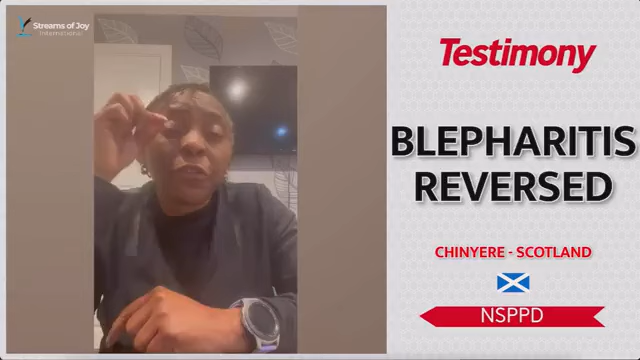 Streams of Joy
International
Testimony
BLEPHARITIS
REVERSED
CHINYERE - SCOTLAND
NSPPD